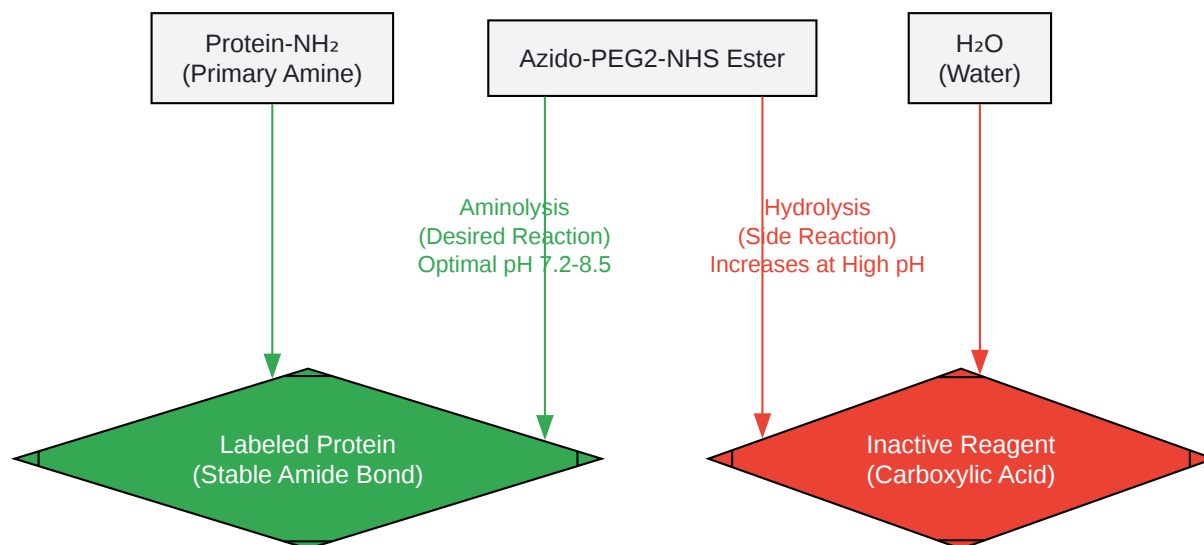 Protein-NH₂
(Primary Amine)
Azido-PEG2-NHS Ester
H₂O
(Water)
Aminolysis
(Desired Reaction)
Optimal pH 7.2-8.5
Hydrolysis
(Side Reaction)
Increases at High pH
Labeled Protein
(Stable Amide Bond)
Inactive Reagent
(Carboxylic Acid)